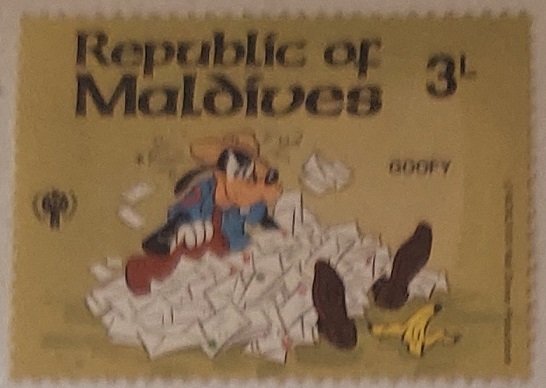 Republic of
Maldives
3L
GOOFY